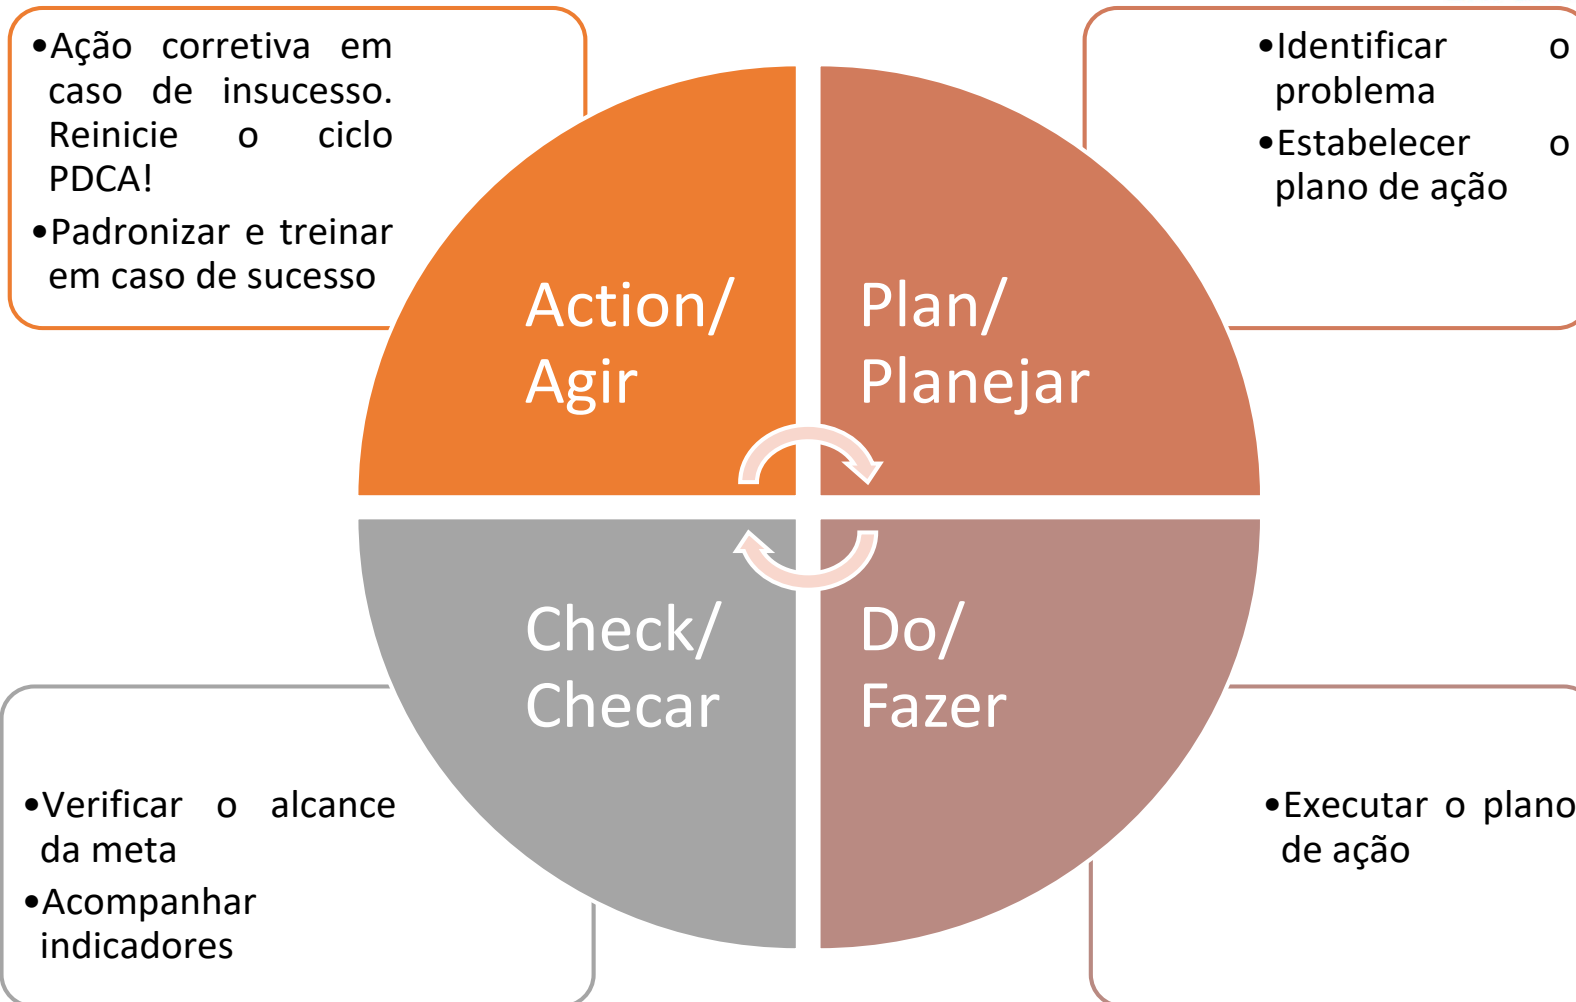 •Ação corretiva em
caso de insucesso.
Reinicie o ciclo
PDCA!
•Padronizar e treinar
em caso de sucesso
•Identificar o
problema
•Estabelecer o
plano de ação
Action/
Agir
Plan/
Planejar
Check/
Checar
Do/
Fazer
•Verificar o alcance
da meta
•Acompanhar
indicadores
•Executar o plano
de ação